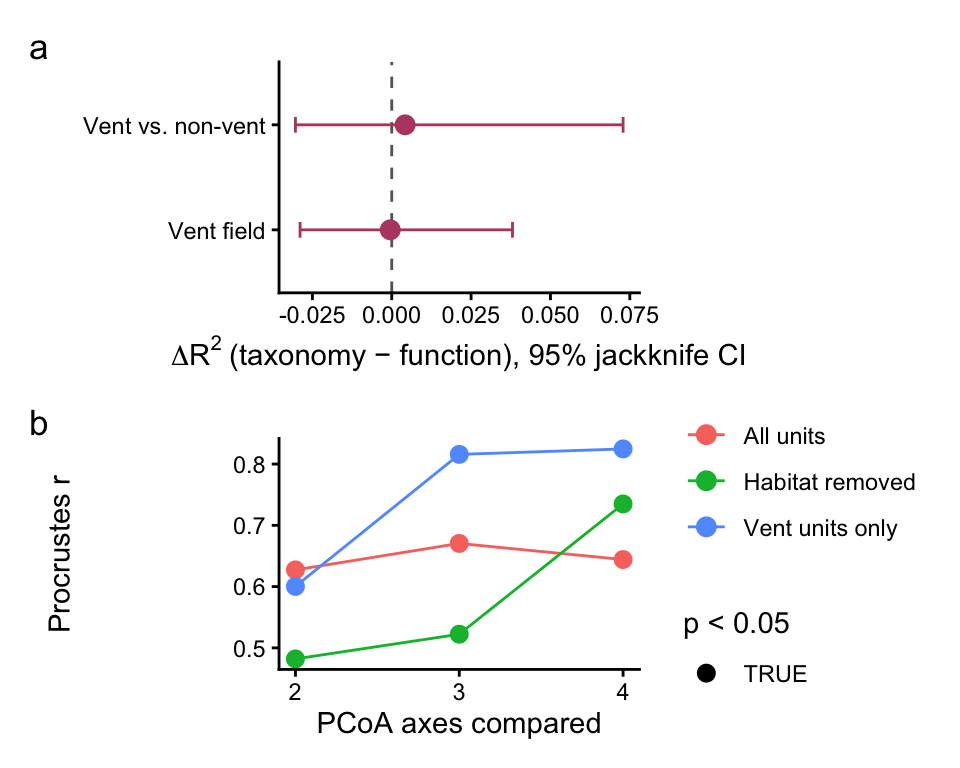 a
Vent vs. non-vent
Vent field
-0.025 0.000 0.025 0.050 0.075
ΔR² (taxonomy − function), 95% jackknife CI
b
Procrustes r
0.8
0.7
0.6
0.5
2 3 4
PCoA axes compared
All units
Habitat removed
Vent units only
p < 0.05
TRUE